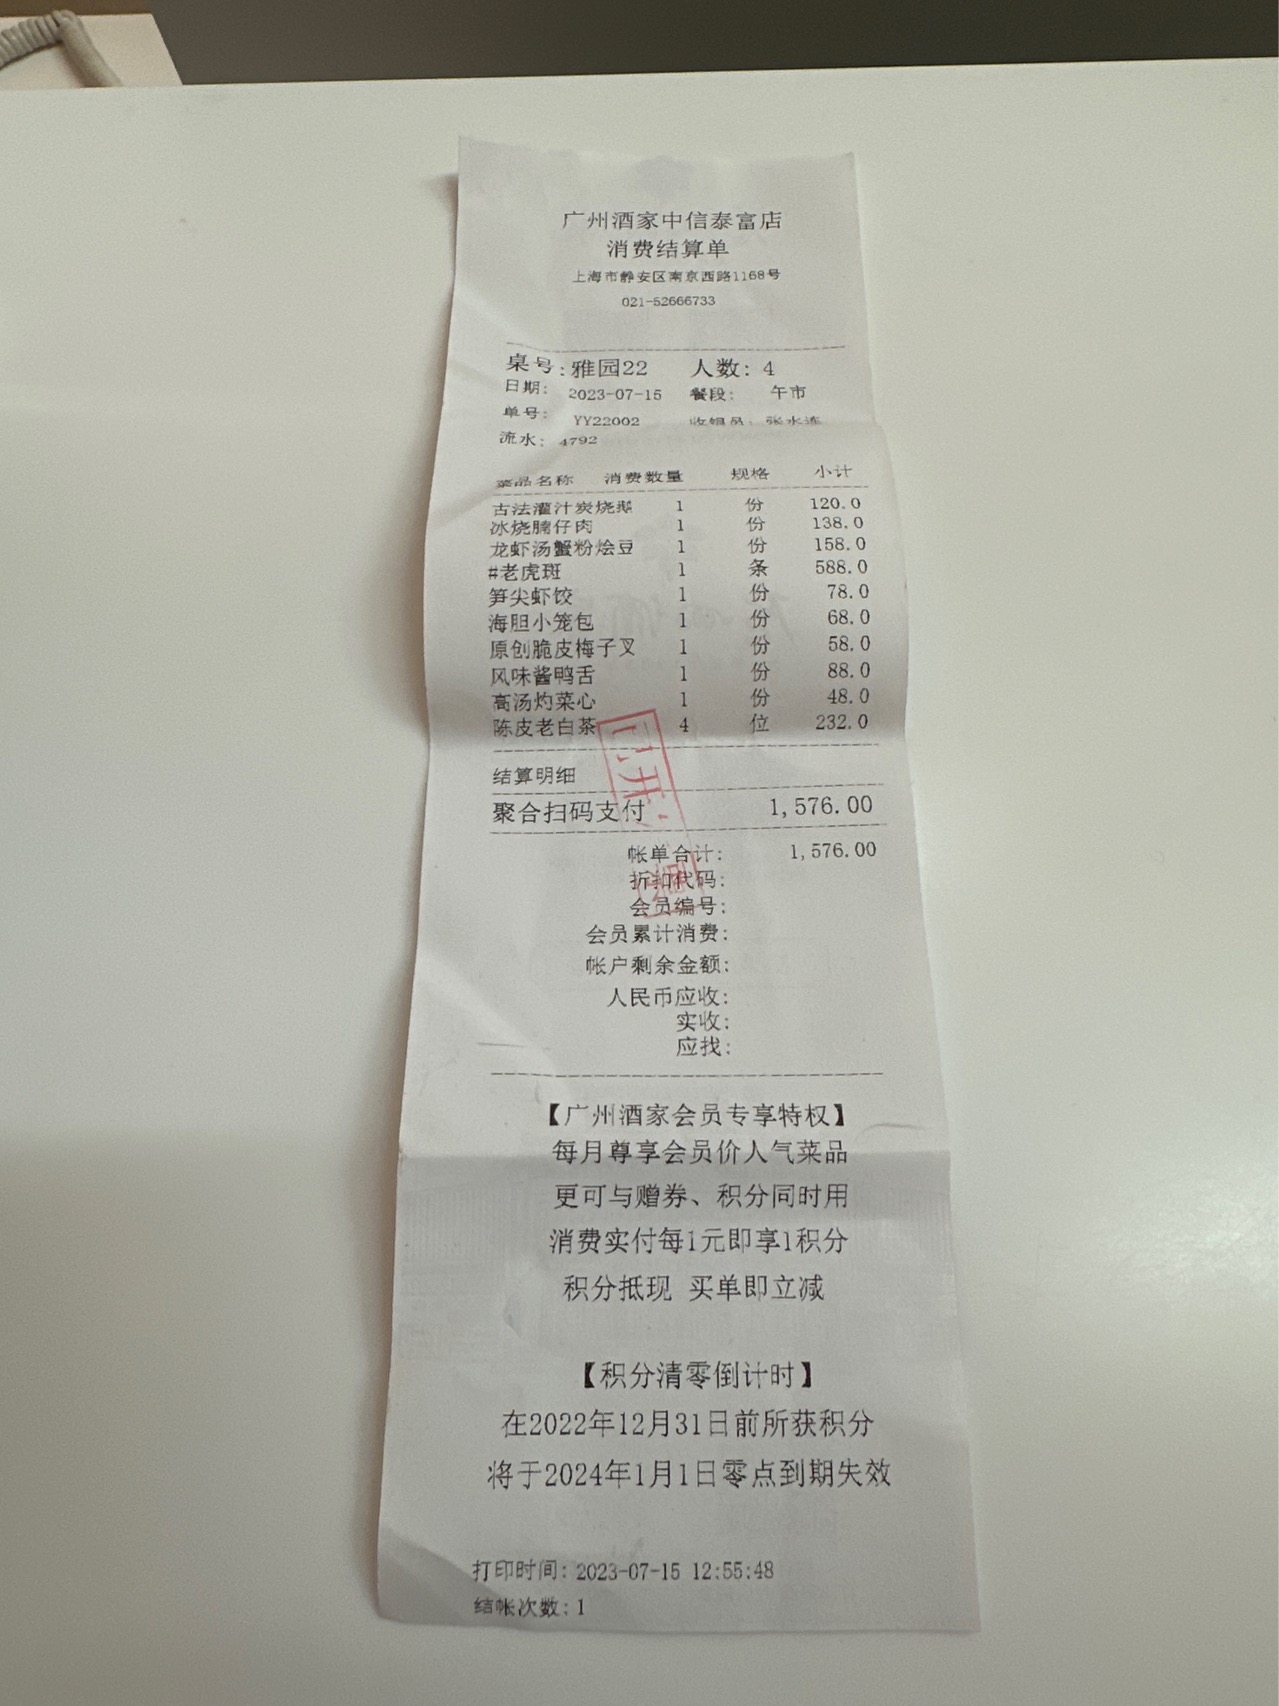 广州酒家中信泰富店
消费结算单
上海市静安区南京西路1168号
021-52666733
桌号:雅园22 人数: 4
日期: 2023-07-15 餐段: 午市
单号: YY22002 收银员: 张水连
流水: 4792
菜品名称 消费数量 规格 小计
古法灌汁炭烧鹅 1 份 120.0
冰烧腩仔肉 1 份 138.0
龙虾汤蟹粉烩豆 1 份 158.0
#老虎斑 1 条 588.0
笋尖虾饺 1 份 78.0
海胆小笼包 1 份 68.0
原创脆皮梅子叉 1 份 58.0
风味酱鸭舌 1 份 88.0
高汤灼菜心 1 份 48.0
陈皮老白茶 4 位 232.0
已开
结算明细
聚合扫码支付 1,576.00
帐单合计: 1,576.00
折扣代码:
会员编号:
会员累计消费:
帐户剩余金额:
人民币应收:
实收:
应找:
【广州酒家会员专享特权】
每月尊享会员价人气菜品
更可与赠券、积分同时用
消费实付每1元即享1积分
积分抵现 买单即立减
【积分清零倒计时】
在2022年12月31日前所获积分
将于2024年1月1日零点到期失效
打印时间: 2023-07-15 12:55:48
结帐次数: 1